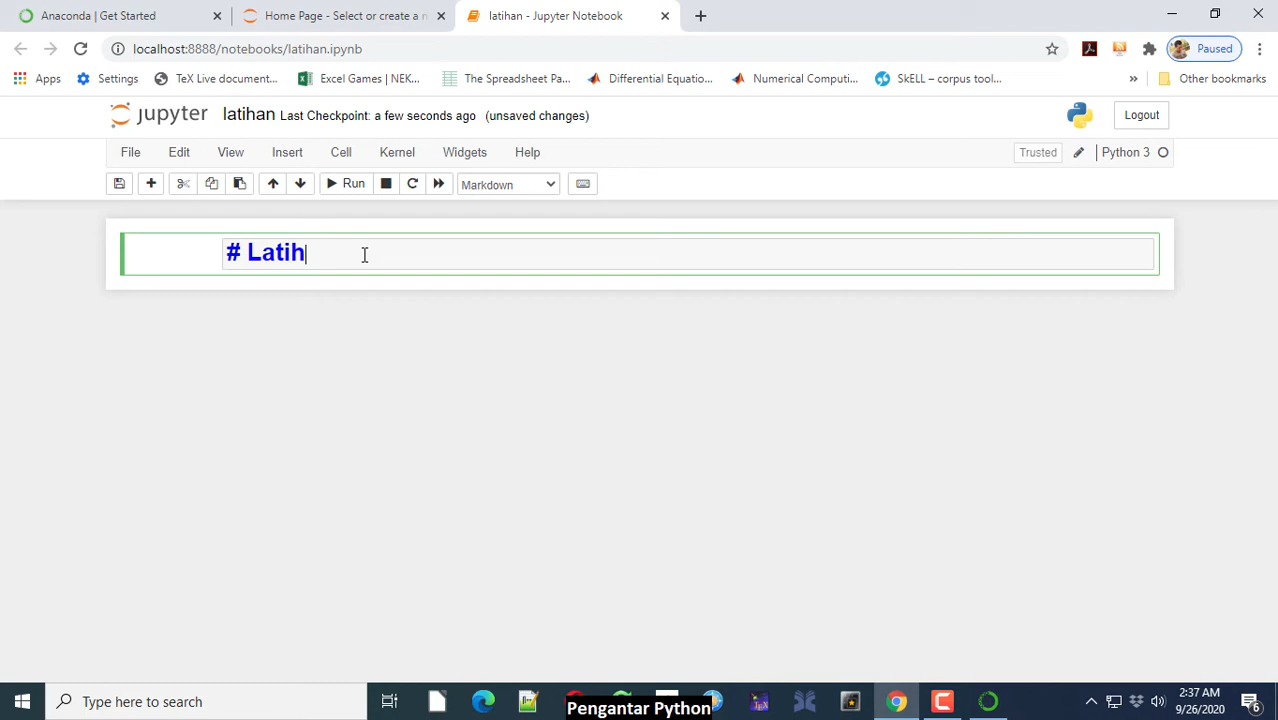 Anaconda | Get Started
Home Page - Select or create a n
latihan - Jupyter Notebook
localhost:8888/notebooks/latihan.ipynb
Paused
Apps
Settings
TeX Live document...
Excel Games | NEK...
The Spreadsheet Pa...
Differential Equatio...
Numerical Computi...
SkELL – corpus tool...
»
Other bookmarks
jupyter
latihan Last Checkpoint: a few seconds ago (unsaved changes)
Logout
File Edit View Insert Cell Kernel Widgets Help
Trusted
Python 3
Run
Markdown
# Latih
Type here to search
Pengantar Python
2:37 AM
9/26/2020
6